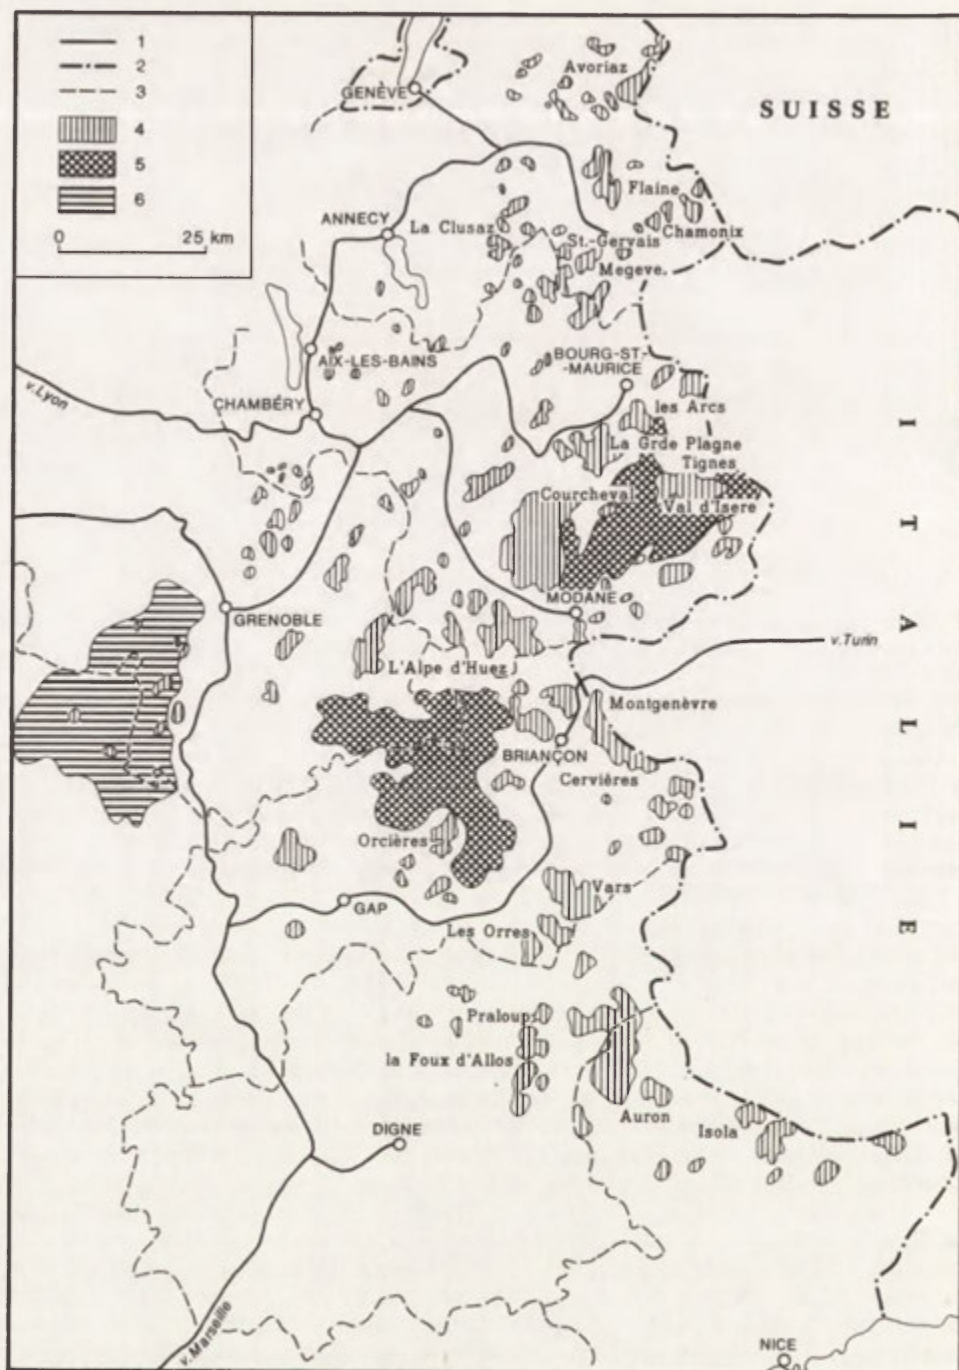 1
2
3
4
5
6
0 25 km
GENÈVE
Avoriaz
SUISSE
ANNECY
La Clusaz
Flaine
Chamonix
St.-Gervais
Megeve
AIX-LES-BAINS
BOURG-ST-
-MAURICE
v. Lyon
CHAMBÉRY
les Arcs
La Grde Plagne
Tignes
Courcheval
Val d'Isere
ITALIE
GRENOBLE
MODANE
v. Turin
L'Alpe d'Huez
Montgenèvre
BRIANÇON
Cervières
Orcières
GAP
Vars
Les Orres
Praloup
la Foux d'Allos
Auron
Isola
DIGNE
v. Marseille
NICE